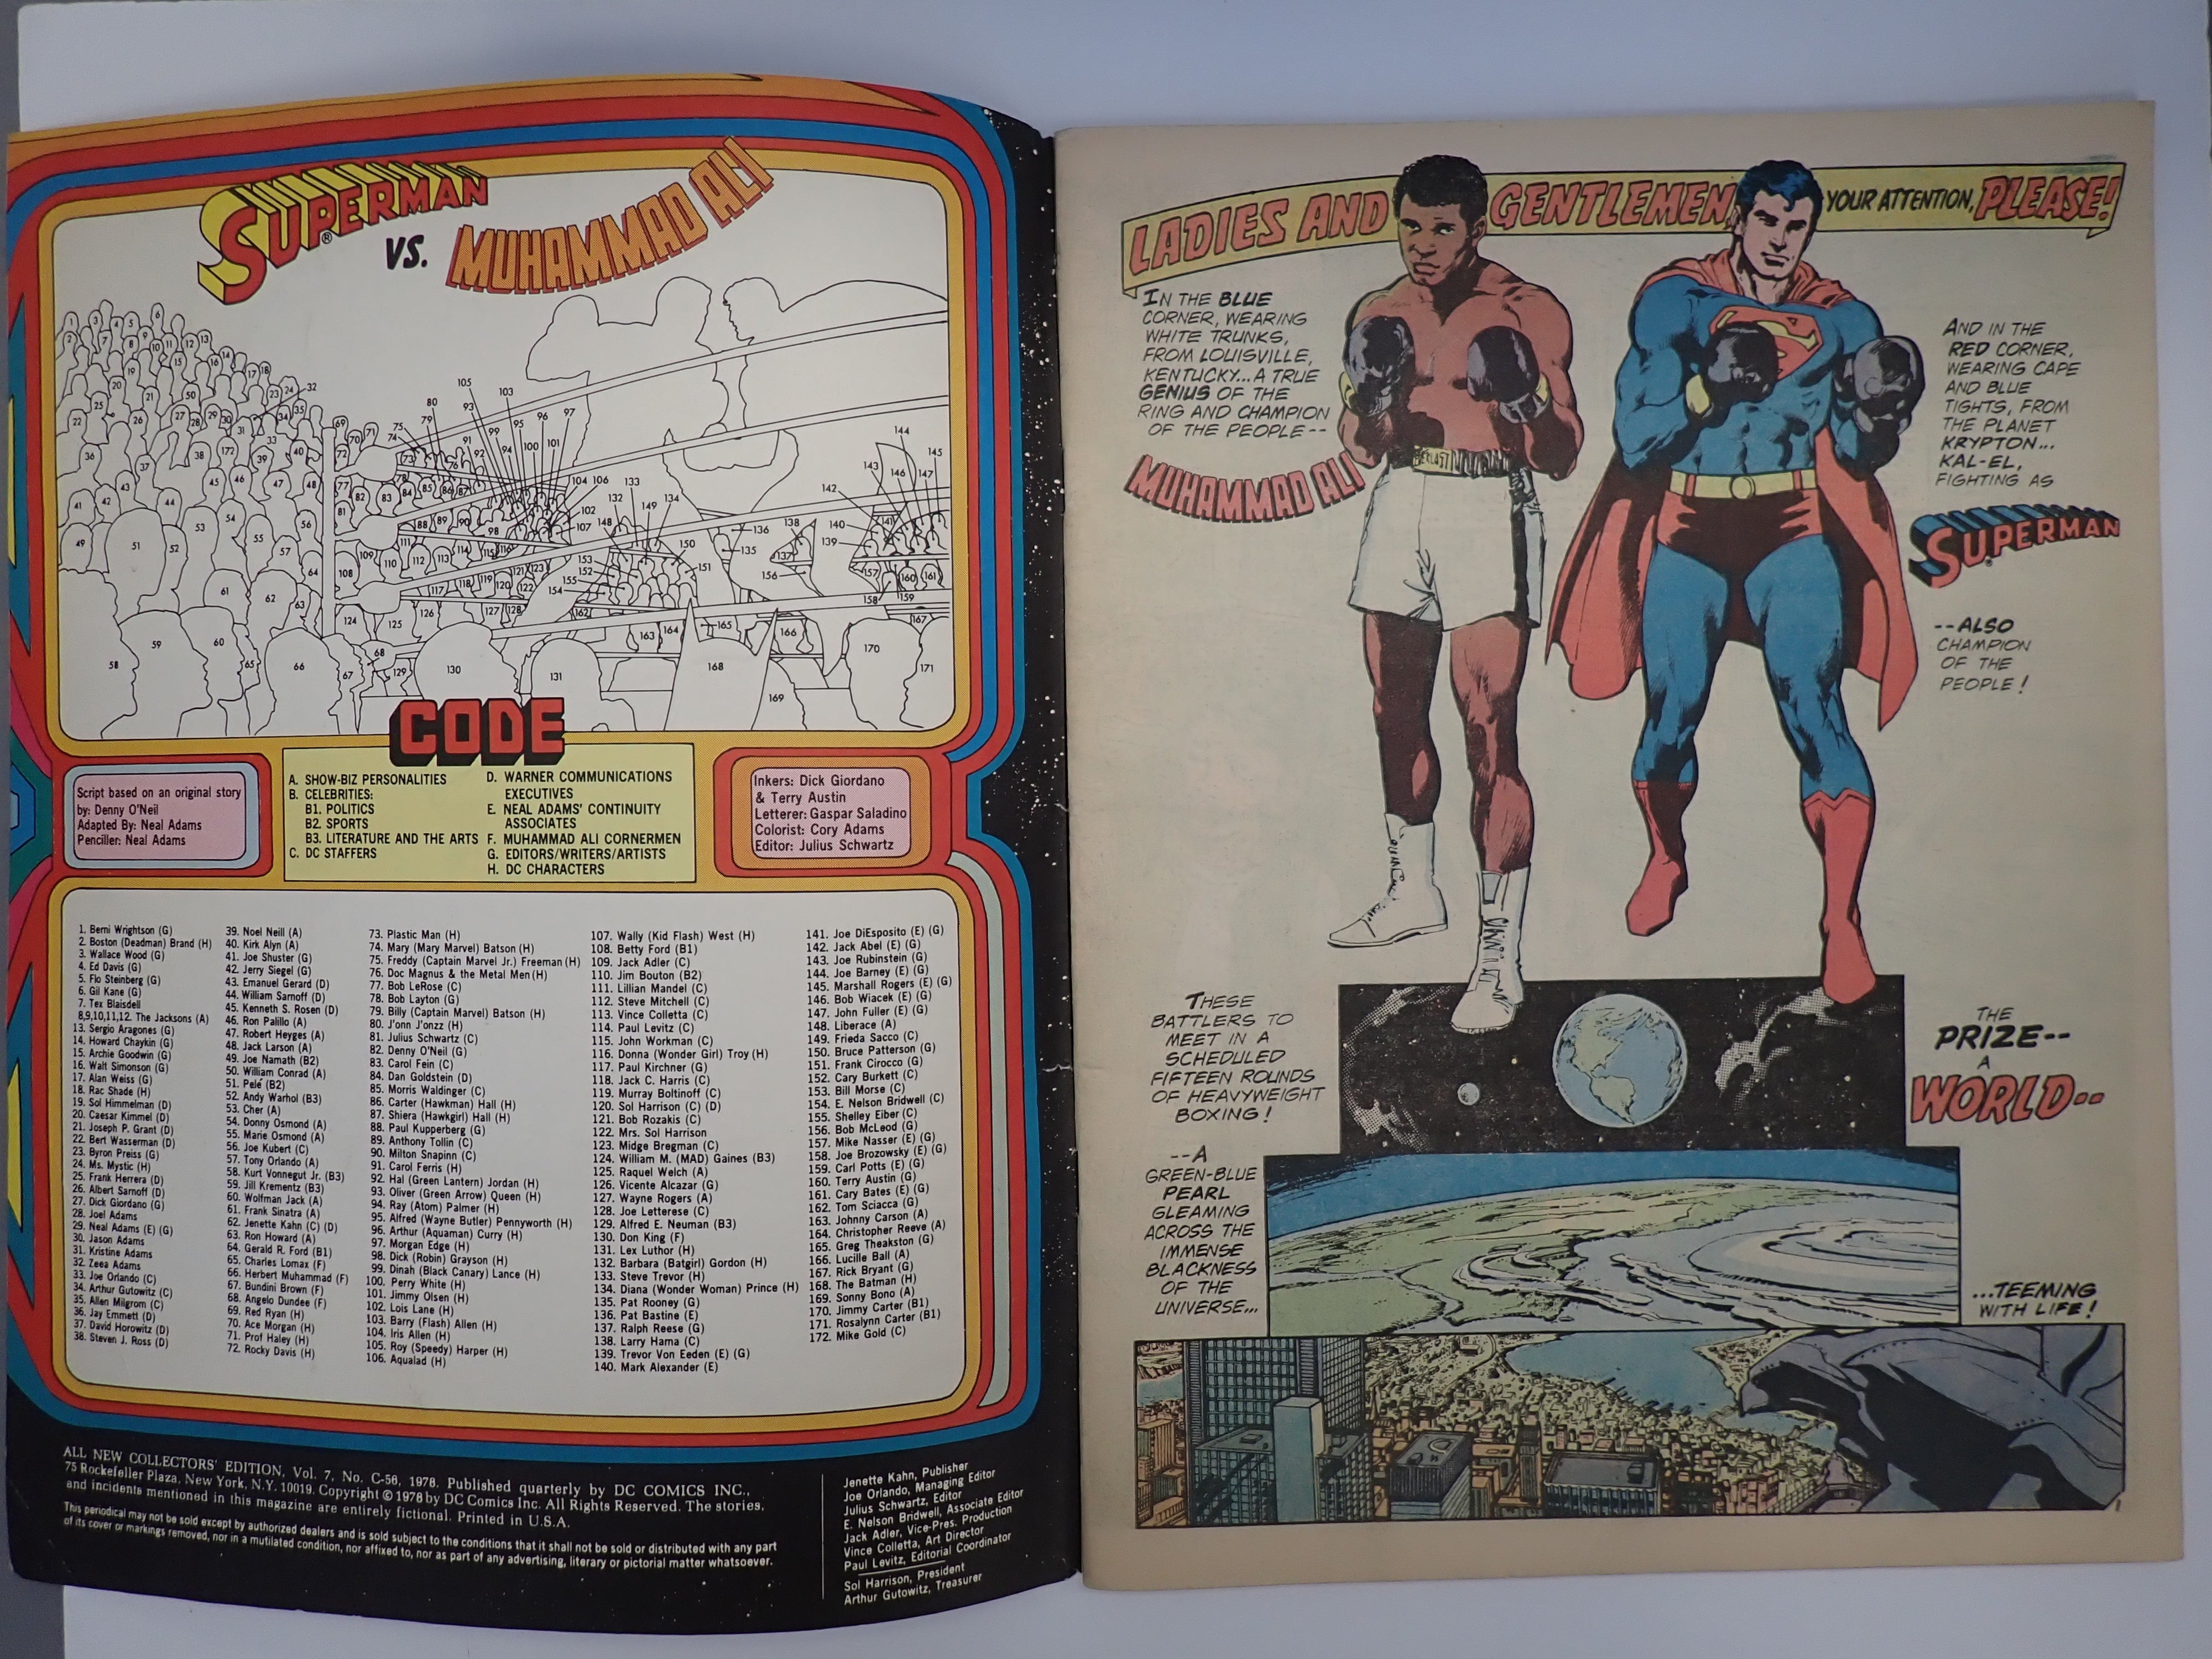 SUPERMAN®
VS. MUHAMMAD ALI
CODE
Script based on an original story
by: Denny O'Neil
Adapted By: Neal Adams
Penciller: Neal Adams
A. SHOW-BIZ PERSONALITIES
B. CELEBRITIES:
B1. POLITICS
B2. SPORTS
B3. LITERATURE AND THE ARTS
C. DC STAFFERS
D. WARNER COMMUNICATIONS
EXECUTIVES
E. NEAL ADAMS' CONTINUITY
ASSOCIATES
F. MUHAMMAD ALI CORNERMEN
G. EDITORS/WRITERS/ARTISTS
H. DC CHARACTERS
Inkers: Dick Giordano
& Terry Austin
Letterer: Gaspar Saladino
Colorist: Cory Adams
Editor: Julius Schwartz
1. Berni Wrightson (G)
2. Boston (Deadman) Brand (H)
3. Wallace Wood (G)
4. Ed Davis (G)
5. Flo Steinberg (G)
6. Gil Kane (G)
7. Tex Blaisdell
8,9,10,11,12. The Jacksons (A)
13. Sergio Aragones (G)
14. Howard Chaykin (G)
15. Archie Goodwin (G)
16. Walt Simonson (G)
17. Alan Weiss (G)
18. Rac Shade (H)
19. Sol Himmelman (D)
20. Caesar Kimmel (D)
21. Joseph P. Grant (D)
22. Bert Wasserman (D)
23. Byron Preiss (G)
24. Ms. Mystic (H)
25. Frank Herrera (D)
26. Albert Sarnoff (D)
27. Dick Giordano (G)
28. Joel Adams
29. Neal Adams (E) (G)
30. Jason Adams
31. Kristine Adams
32. Zeea Adams
33. Joe Orlando (C)
34. Arthur Gutowitz (C)
35. Allen Milgrom (C)
36. Jay Emmett (D)
37. David Horowitz (D)
38. Steven J. Ross (D)
39. Noel Neill (A)
40. Kirk Alyn (A)
41. Joe Shuster (G)
42. Jerry Siegel (G)
43. Emanuel Gerard (D)
44. William Sarnoff (D)
45. Kenneth S. Rosen (D)
46. Ron Palillo (A)
47. Robert Heyges (A)
48. Jack Larson (A)
49. Joe Namath (B2)
50. William Conrad (A)
51. Pelé (B2)
52. Andy Warhol (B3)
53. Cher (A)
54. Donny Osmond (A)
55. Marie Osmond (A)
56. Joe Kubert (C)
57. Tony Orlando (A)
58. Kurt Vonnegut Jr. (B3)
59. Jill Krementz (B3)
60. Wolfman Jack (A)
61. Frank Sinatra (A)
62. Jenette Kahn (C) (D)
63. Ron Howard (A)
64. Gerald R. Ford (B1)
65. Charles Lomax (F)
66. Herbert Muhammad (F)
67. Bundini Brown (F)
68. Angelo Dundee (F)
69. Red Ryan (H)
70. Ace Morgan (H)
71. Prof Haley (H)
72. Rocky Davis (H)
73. Plastic Man (H)
74. Mary (Mary Marvel) Batson (H)
75. Freddy (Captain Marvel Jr.) Freeman (H)
76. Doc Magnus & the Metal Men (H)
77. Bob LeRose (C)
78. Bob Layton (G)
79. Billy (Captain Marvel) Batson (H)
80. J'onn J'onzz (H)
81. Julius Schwartz (C)
82. Denny O'Neil (G)
83. Carol Fein (C)
84. Dan Goldstein (D)
85. Morris Waldinger (C)
86. Carter (Hawkman) Hall (H)
87. Shiera (Hawkgirl) Hall (H)
88. Paul Kupperberg (G)
89. Anthony Tollin (C)
90. Milton Snapinn (C)
91. Carol Ferris (H)
92. Hal (Green Lantern) Jordan (H)
93. Oliver (Green Arrow) Queen (H)
94. Ray (Atom) Palmer (H)
95. Alfred (Wayne Butler) Pennyworth (H)
96. Arthur (Aquaman) Curry (H)
97. Morgan Edge (H)
98. Dick (Robin) Grayson (H)
99. Dinah (Black Canary) Lance (H)
100. Perry White (H)
101. Jimmy Olsen (H)
102. Lois Lane (H)
103. Barry (Flash) Allen (H)
104. Iris Allen (H)
105. Roy (Speedy) Harper (H)
106. Aqualad (H)
107. Wally (Kid Flash) West (H)
108. Betty Ford (B1)
109. Jack Adler (C)
110. Jim Bouton (B2)
111. Lillian Mandel (C)
112. Steve Mitchell (C)
113. Vince Colletta (C)
114. Paul Levitz (C)
115. John Workman (C)
116. Donna (Wonder Girl) Troy (H)
117. Paul Kirchner (G)
118. Jack C. Harris (C)
119. Murray Boltinoff (C)
120. Sol Harrison (C) (D)
121. Bob Rozakis (C)
122. Mrs. Sol Harrison
123. Midge Bregman (C)
124. William M. (MAD) Gaines (B3)
125. Raquel Welch (A)
126. Vicente Alcazar (G)
127. Wayne Rogers (A)
128. Joe Letterese (C)
129. Alfred E. Neuman (B3)
130. Don King (F)
131. Lex Luthor (H)
132. Barbara (Batgirl) Gordon (H)
133. Steve Trevor (H)
134. Diana (Wonder Woman) Prince (H)
135. Pat Rooney (G)
136. Pat Bastine (E)
137. Ralph Reese (G)
138. Larry Hama (C)
139. Trevor Von Eeden (E) (G)
140. Mark Alexander (E)
141. Joe DiEsposito (E) (G)
142. Jack Abel (E) (G)
143. Joe Rubinstein (G)
144. Joe Barney (E) (G)
145. Marshall Rogers (E) (G)
146. Bob Wiacek (E) (G)
147. John Fuller (E) (G)
148. Liberace (A)
149. Frieda Sacco (C)
150. Bruce Patterson (G)
151. Frank Cirocco (G)
152. Cary Burkett (C)
153. Bill Morse (C)
154. E. Nelson Bridwell (C)
155. Shelley Eiber (C)
156. Bob McLeod (G)
157. Mike Nasser (E) (G)
158. Joe Brozowsky (E) (G)
159. Carl Potts (E) (G)
160. Terry Austin (G)
161. Cary Bates (E) (G)
162. Tom Sciacca (G)
163. Johnny Carson (A)
164. Christopher Reeve (A)
165. Greg Theakston (G)
166. Lucille Ball (A)
167. Rick Bryant (G)
168. The Batman (H)
169. Sonny Bono (A)
170. Jimmy Carter (B1)
171. Rosalynn Carter (B1)
172. Mike Gold (C)
ALL NEW COLLECTORS' EDITION, Vol. 7, No. C-56, 1978. Published quarterly by DC COMICS INC.,
75 Rockefeller Plaza, New York, N.Y. 10019. Copyright © 1978 by DC Comics Inc. All Rights Reserved. The stories,
and incidents mentioned in this magazine are entirely fictional. Printed in U.S.A.
This periodical may not be sold except by authorized dealers and is sold subject to the conditions that it shall not be sold or distributed with any part
of its cover or markings removed, nor in a mutilated condition, nor affixed to, nor as part of any advertising, literary or pictorial matter whatsoever.
Jenette Kahn, Publisher
Joe Orlando, Managing Editor
Julius Schwartz, Editor
E. Nelson Bridwell, Associate Editor
Jack Adler, Vice-Pres. Production
Vince Colletta, Art Director
Paul Levitz, Editorial Coordinator
Sol Harrison, President
Arthur Gutowitz, Treasurer
LADIES AND GENTLEMEN, YOUR ATTENTION, PLEASE!
IN THE BLUE
CORNER, WEARING
WHITE TRUNKS,
FROM LOUISVILLE,
KENTUCKY...A TRUE
GENIUS OF THE
RING AND CHAMPION
OF THE PEOPLE--
MUHAMMAD ALI
EVERLAST
AND IN THE
RED CORNER,
WEARING CAPE
AND BLUE
TIGHTS, FROM
THE PLANET
KRYPTON...
KAL-EL,
FIGHTING AS
SUPERMAN®
--ALSO
CHAMPION
OF THE
PEOPLE!
THESE
BATTLERS TO
MEET IN A
SCHEDULED
FIFTEEN ROUNDS
OF HEAVYWEIGHT
BOXING!
THE
PRIZE--
A
WORLD--
--A
GREEN-BLUE
PEARL
GLEAMING
ACROSS THE
IMMENSE
BLACKNESS
OF THE
UNIVERSE...
...TEEMING
WITH LIFE!
1